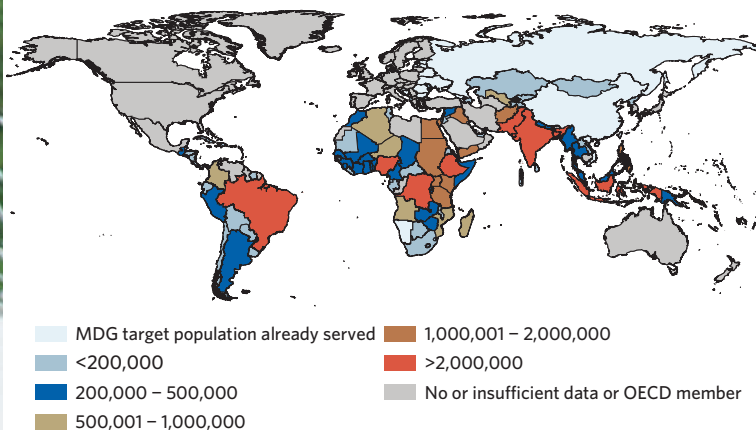 MDG target population already served
<200,000
200,000 – 500,000
500,001 – 1,000,000
1,000,001 – 2,000,000
>2,000,000
No or insufficient data or OECD member